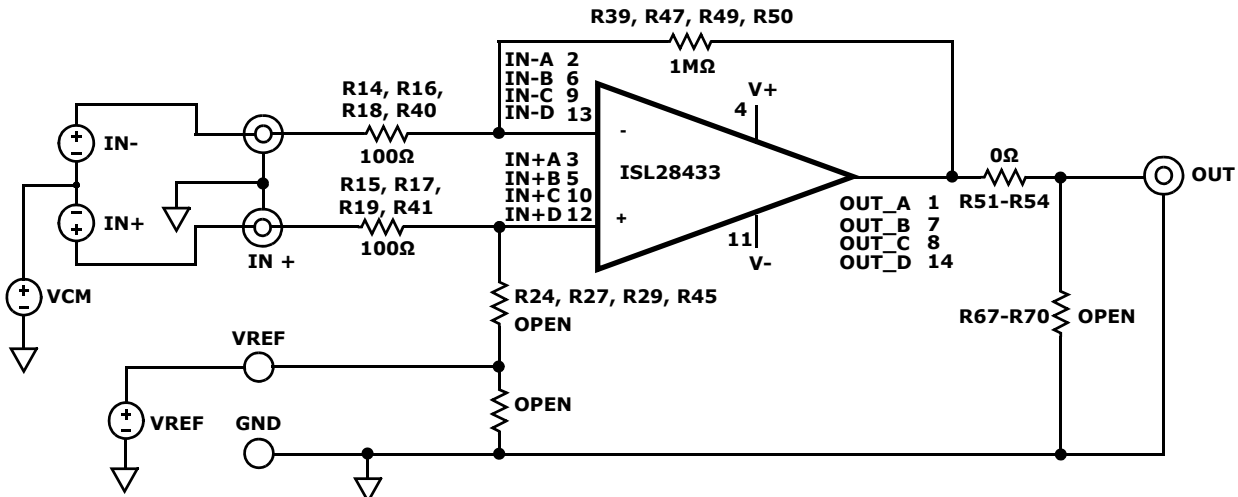 R39, R47, R49, R50
1MΩ
IN-A 2
IN-B 6
IN-C 9
IN-D 13
R14, R16,
R18, R40
100Ω
V+
4
-
ISL28433
+
IN-
IN+
VCM
IN+A 3
IN+B 5
IN+C 10
IN+D 12
R15, R17,
R19, R41
100Ω
IN +
11
V-
0Ω
R51-R54
OUT
OUT_A 1
OUT_B 7
OUT_C 8
OUT_D 14
R24, R27, R29, R45
OPEN
R67-R70 OPEN
VREF
OPEN
VREF
GND